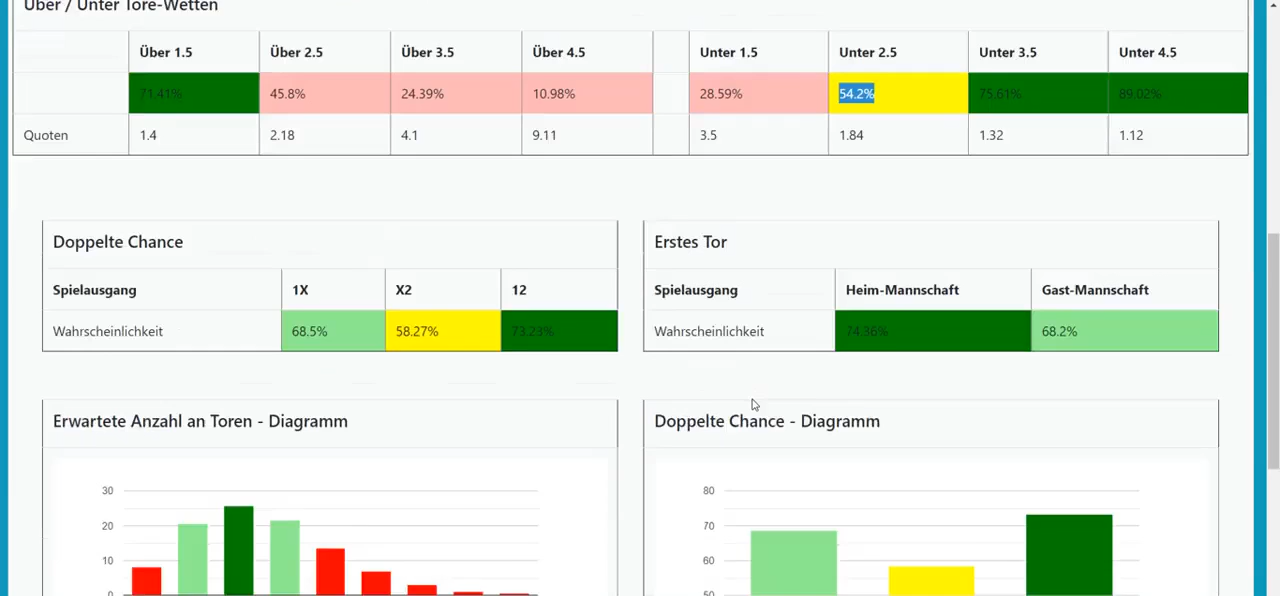 Über / Unter Tore-Wetten
Über 1.5 Über 2.5 Über 3.5 Über 4.5 Unter 1.5 Unter 2.5 Unter 3.5 Unter 4.5
71.41% 45.8% 24.39% 10.98% 28.59% 54.2% 75.61% 89.02%
Quoten 1.4 2.18 4.1 9.11 3.5 1.84 1.32 1.12
Doppelte Chance
Spielausgang 1X X2 12
Wahrscheinlichkeit 68.5% 58.27% 73.23%
Erstes Tor
Spielausgang Heim-Mannschaft Gast-Mannschaft
Wahrscheinlichkeit 74.36% 68.2%
Erwartete Anzahl an Toren - Diagramm
30
20
10
0
Doppelte Chance - Diagramm
80
70
60
50